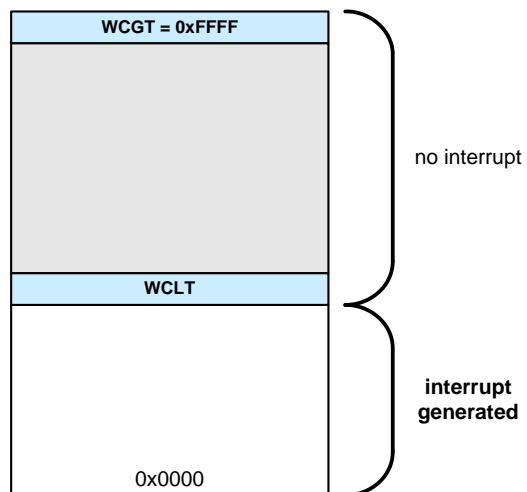 WCGT = 0xFFFF
no interrupt
WCLT
interrupt
generated
0x0000